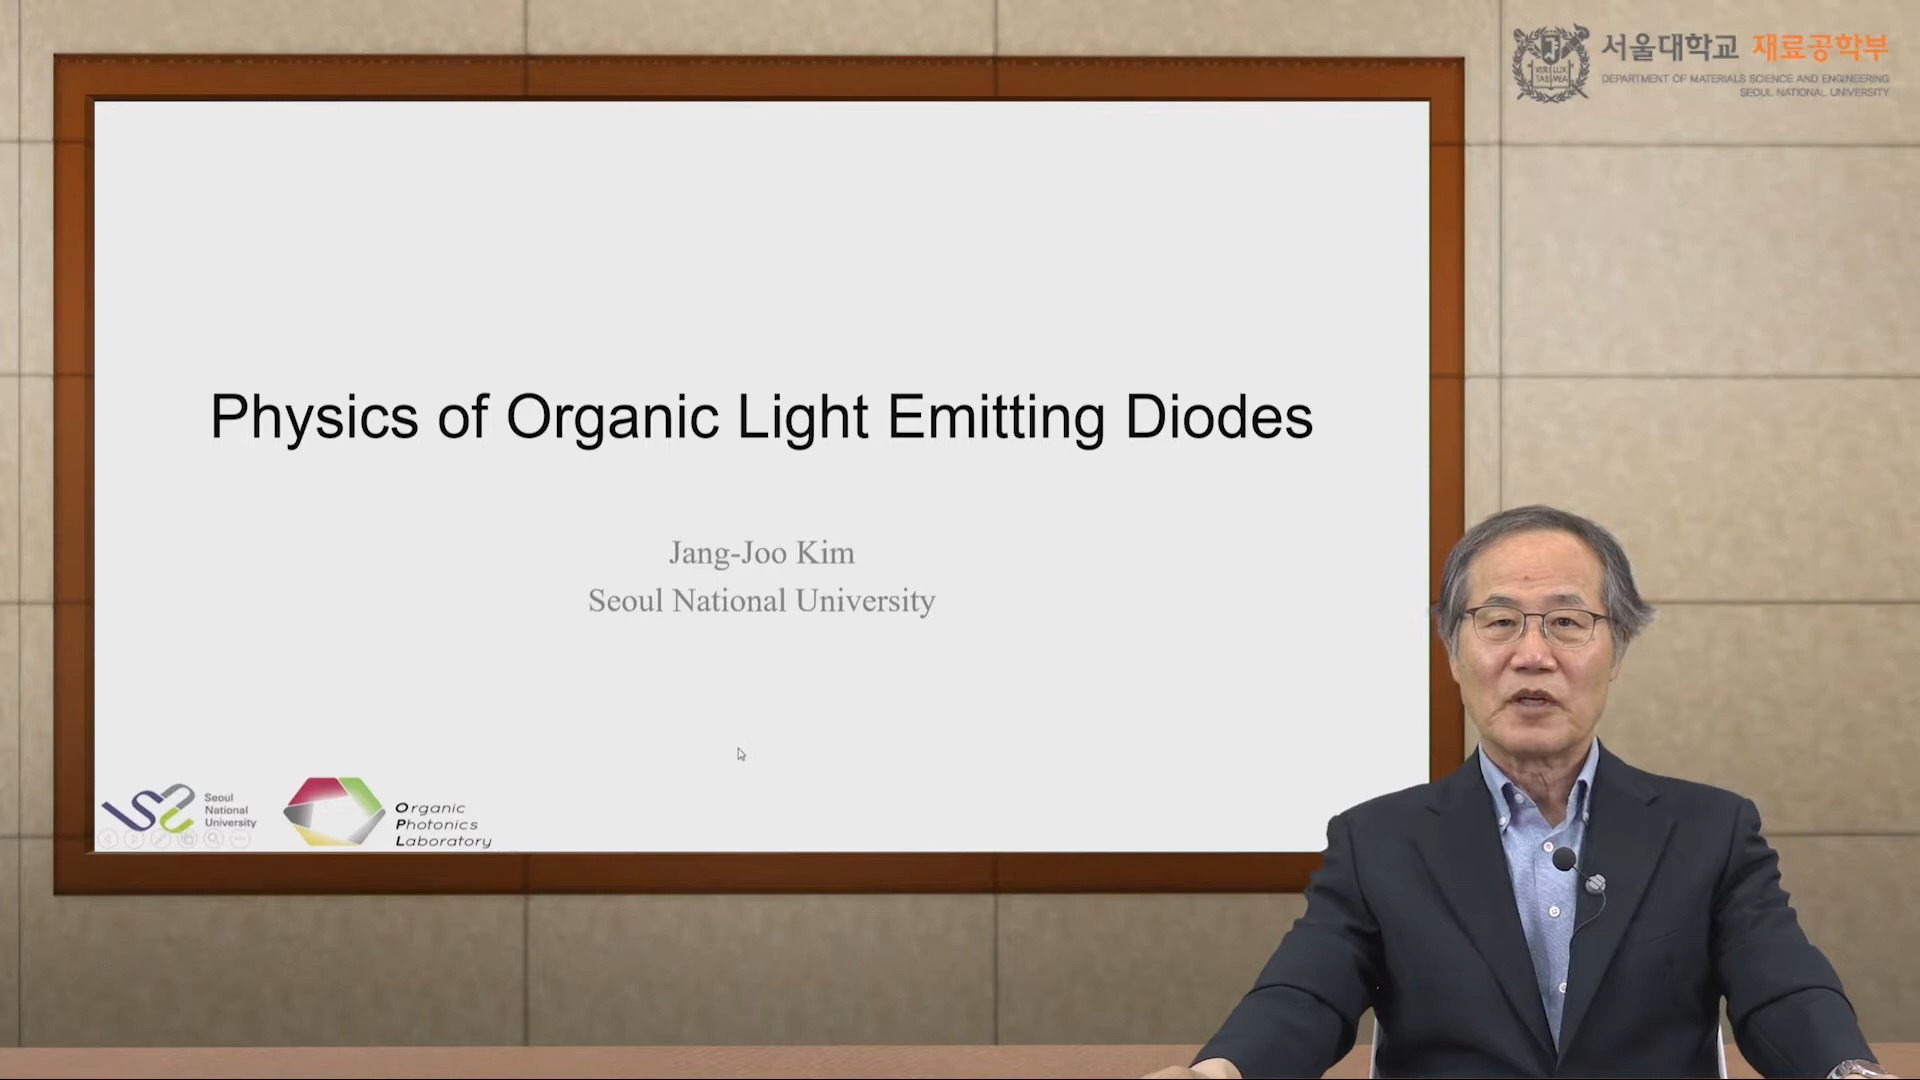 서울대학교 재료공학부
DEPARTMENT OF MATERIALS SCIENCE AND ENGINEERING
SEOUL NATIONAL UNIVERSITY
Physics of Organic Light Emitting Diodes
Jang-Joo Kim
Seoul National University
Seoul
National
University
Organic
Photonics
Laboratory